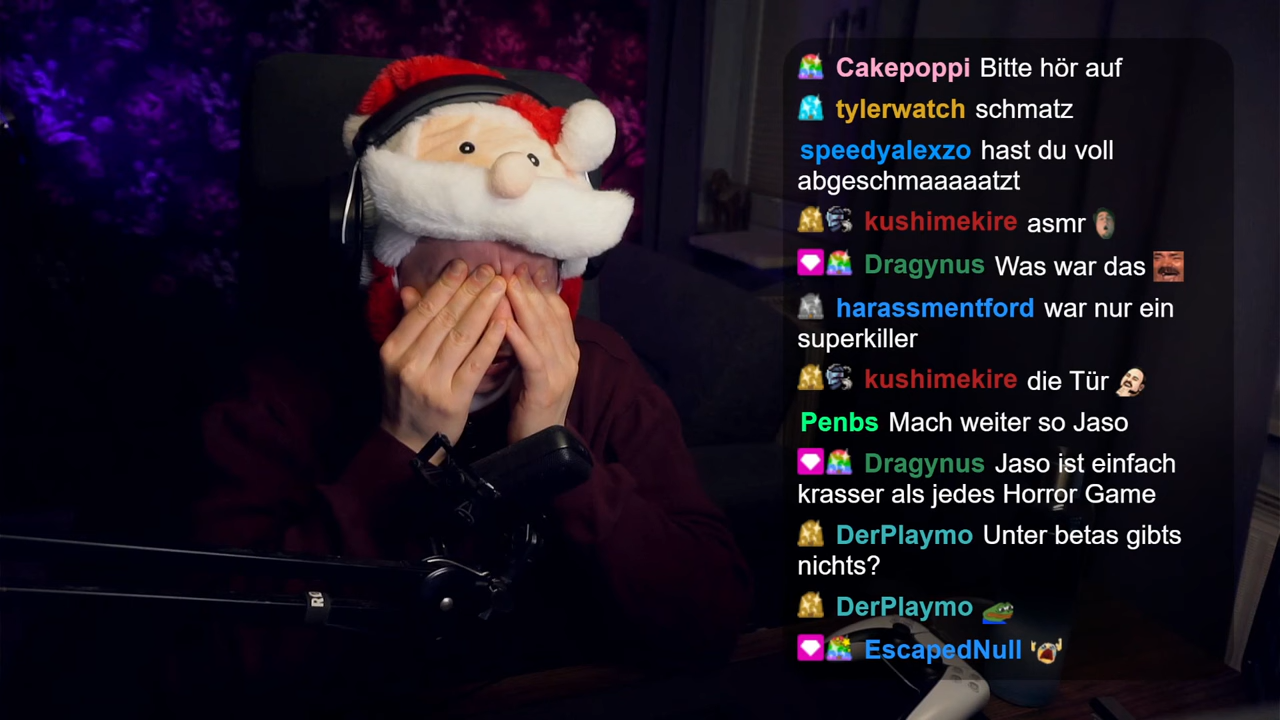 Cakepoppi Bitte hör auf
tylerwatch schmatz
speedyalexzo hast du voll
abgeschmaaaaatzt
kushimekire asmr
Dragynus Was war das
harassmentford war nur ein
superkiller
kushimekire die Tür
Penbs Mach weiter so Jaso
Dragynus Jaso ist einfach
krasser als jedes Horror Game
DerPlaymo Unter betas gibts
nichts?
DerPlaymo
EscapedNull